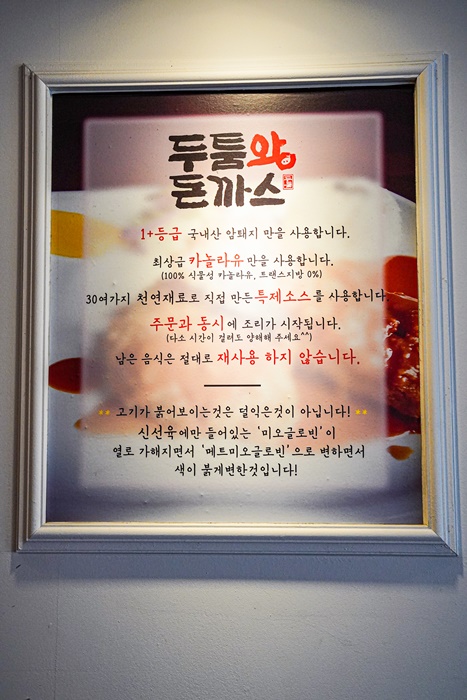 두툼와
돈까스
1+등급 국내산 암퇘지 만을 사용합니다.
최상급 카놀라유만을 사용합니다.
(100% 식물성 카놀라유, 트랜스지방 0%)
30여가지 천연재료로 직접 만든 특제소스를 사용합니다.
주문과 동시에 조리가 시작됩니다.
(다소 시간이 걸려도 양해해 주세요^^)
남은 음식은 절대로 재사용 하지 않습니다.
고기가 붉어보이는것은 덜익은것이 아닙니다!
신선육에만 들어있는 '미오글로빈'이
열로 가해지면서 '메트미오글로빈'으로 변하면서
색이 붉게변한것입니다!